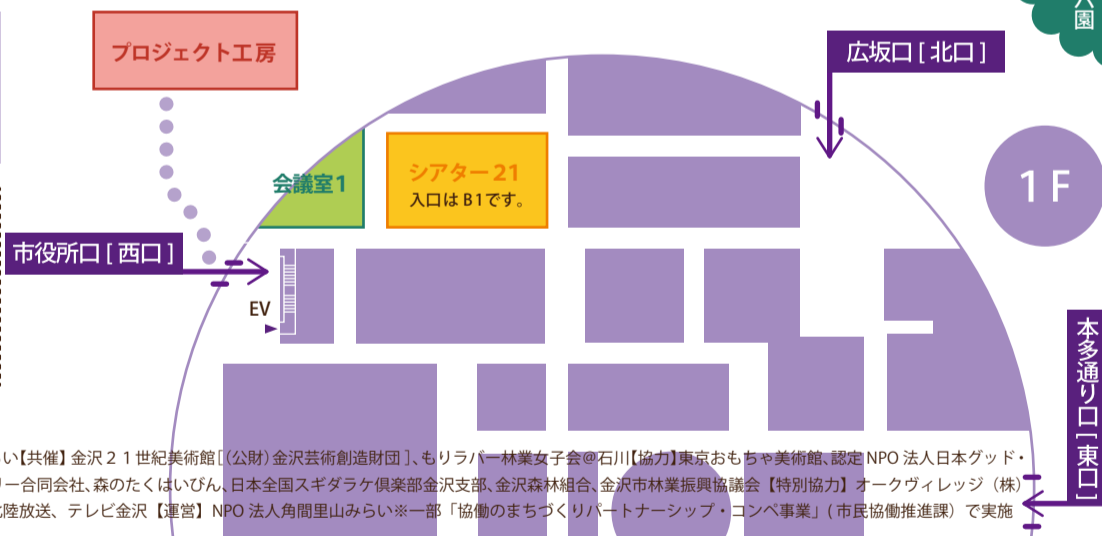 プロジェクト工房
広坂口 [ 北口 ]
園
会議室1
シアター21
入口は B1です。
1F
市役所口 [ 西口 ]
EV
本多通り口 [ 東口 ]
い【共催】金沢21世紀美術館[(公財)金沢芸術創造財団]、もりラバー林業女子会@石川【協力】東京おもちゃ美術館、認定 NPO 法人日本グッド・
リー合同会社、森のたくはいびん、日本全国スギダラケ倶楽部金沢支部、金沢森林組合、金沢市林業振興協議会【特別協力】オークヴィレッジ(株)
陸放送、テレビ金沢【運営】NPO 法人角間里山みらい※一部「協働のまちづくりパートナーシップ・コンペ事業」(市民協働推進課)で実施